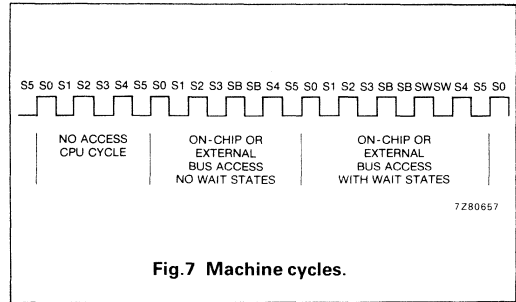 S5 S0 S1 S2 S3 S4 S5 S0 S1 S2 S3 SB SB S4 S5 S0 S1 S2 S3 SB SB SW SW S4 S5 S0
NO ACCESS
CPU CYCLE
ON-CHIP OR
EXTERNAL
BUS ACCESS
NO WAIT STATES
ON-CHIP OR
EXTERNAL
BUS ACCESS
WITH WAIT STATES
7Z80657
Fig.7 Machine cycles.